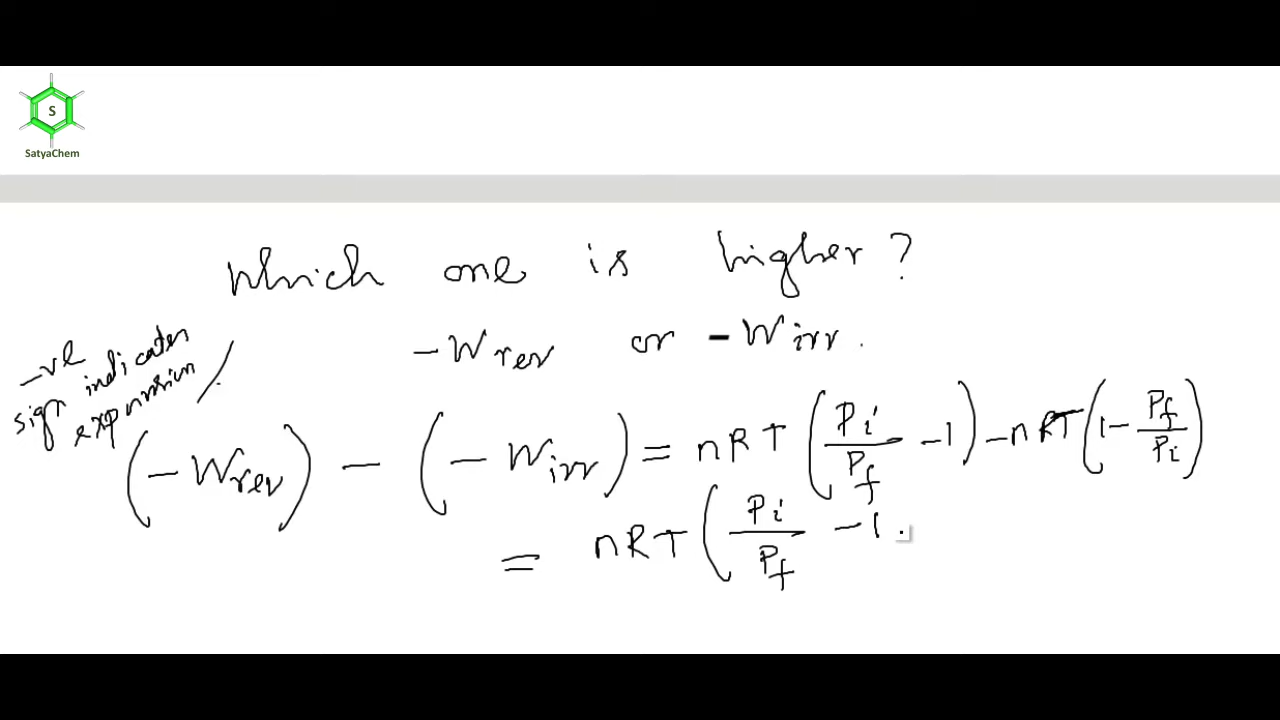 S
SatyaChem
Which one is higher?
-Wrev or -Wirr.
-ve sign indicates expansion
(-Wrev) - (-Wirr) = nRT (Pi/Pf -1) -nRT (1- Pf/Pi)
= nRT (Pi/Pf -1.